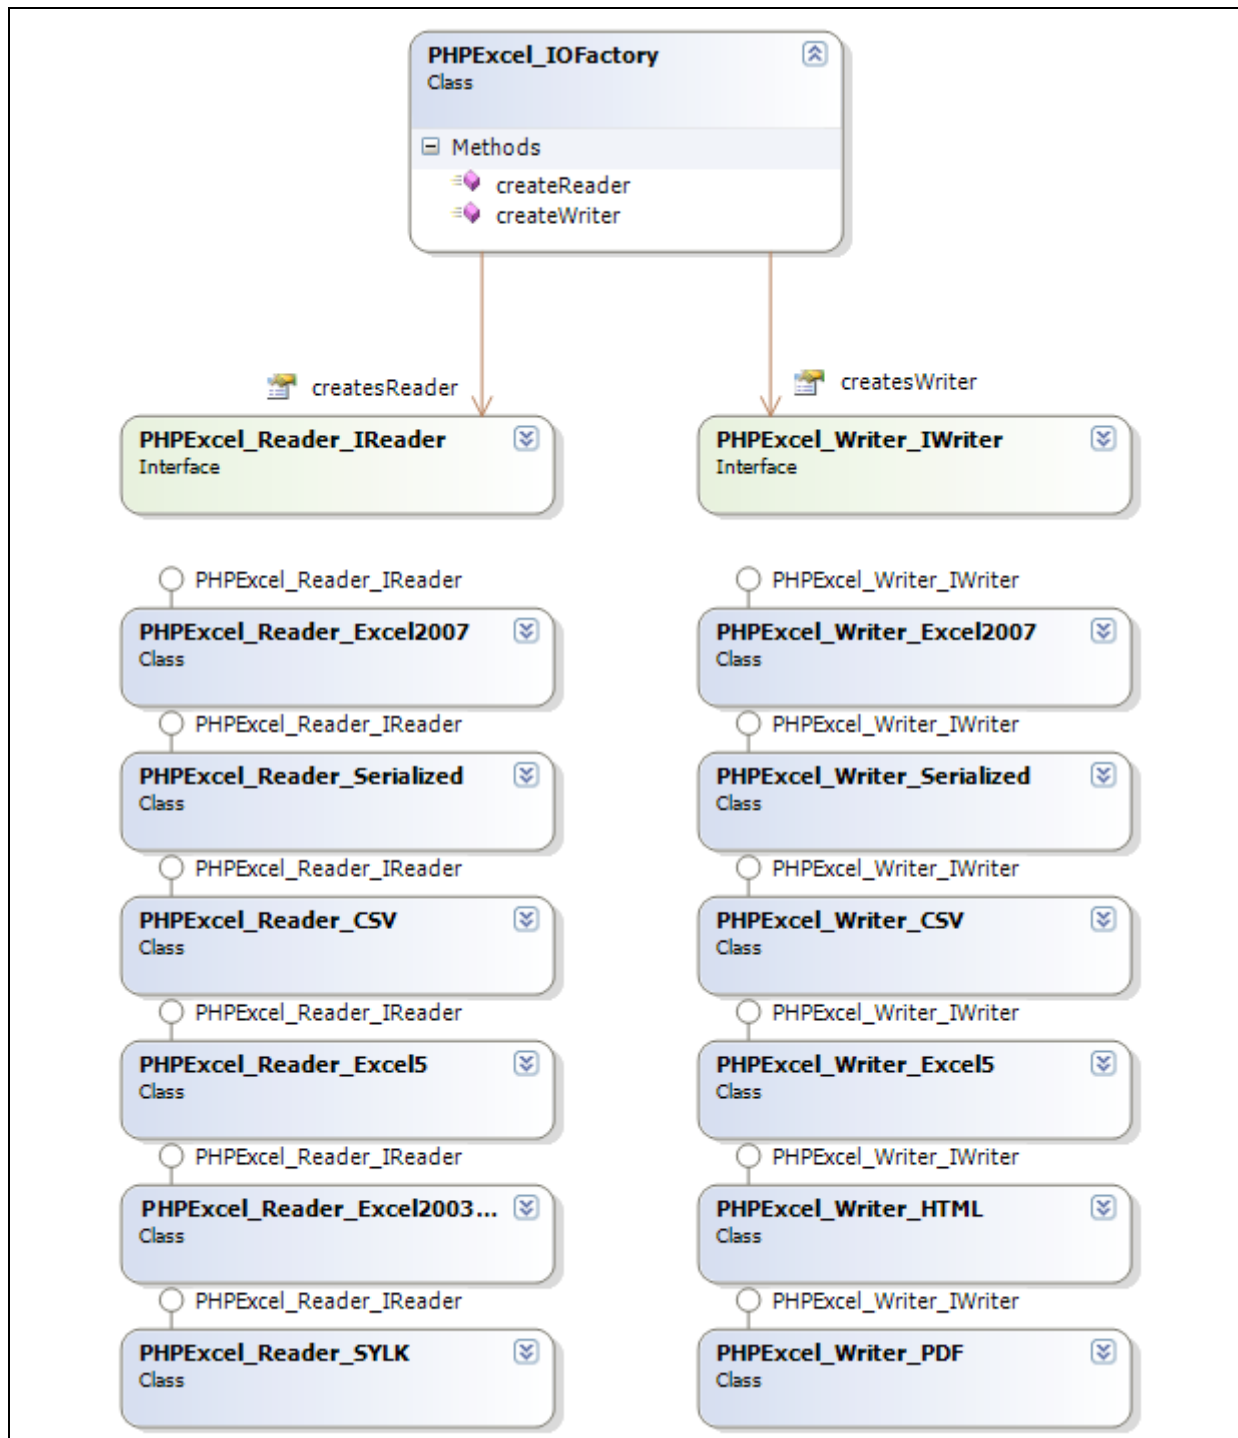 PHPExcel_IOFactory
Class
Methods
createReader
createWriter
createsReader
createsWriter
PHPExcel_Reader_IReader
Interface
PHPExcel_Writer_IWriter
Interface
PHPExcel_Reader_IReader
PHPExcel_Reader_Excel2007
Class
PHPExcel_Reader_IReader
PHPExcel_Reader_Serialized
Class
PHPExcel_Reader_IReader
PHPExcel_Reader_CSV
Class
PHPExcel_Reader_IReader
PHPExcel_Reader_Excel5
Class
PHPExcel_Reader_IReader
PHPExcel_Reader_Excel2003...
Class
PHPExcel_Reader_IReader
PHPExcel_Reader_SYLK
Class
PHPExcel_Writer_IWriter
PHPExcel_Writer_Excel2007
Class
PHPExcel_Writer_IWriter
PHPExcel_Writer_Serialized
Class
PHPExcel_Writer_IWriter
PHPExcel_Writer_CSV
Class
PHPExcel_Writer_IWriter
PHPExcel_Writer_Excel5
Class
PHPExcel_Writer_IWriter
PHPExcel_Writer_HTML
Class
PHPExcel_Writer_IWriter
PHPExcel_Writer_PDF
Class